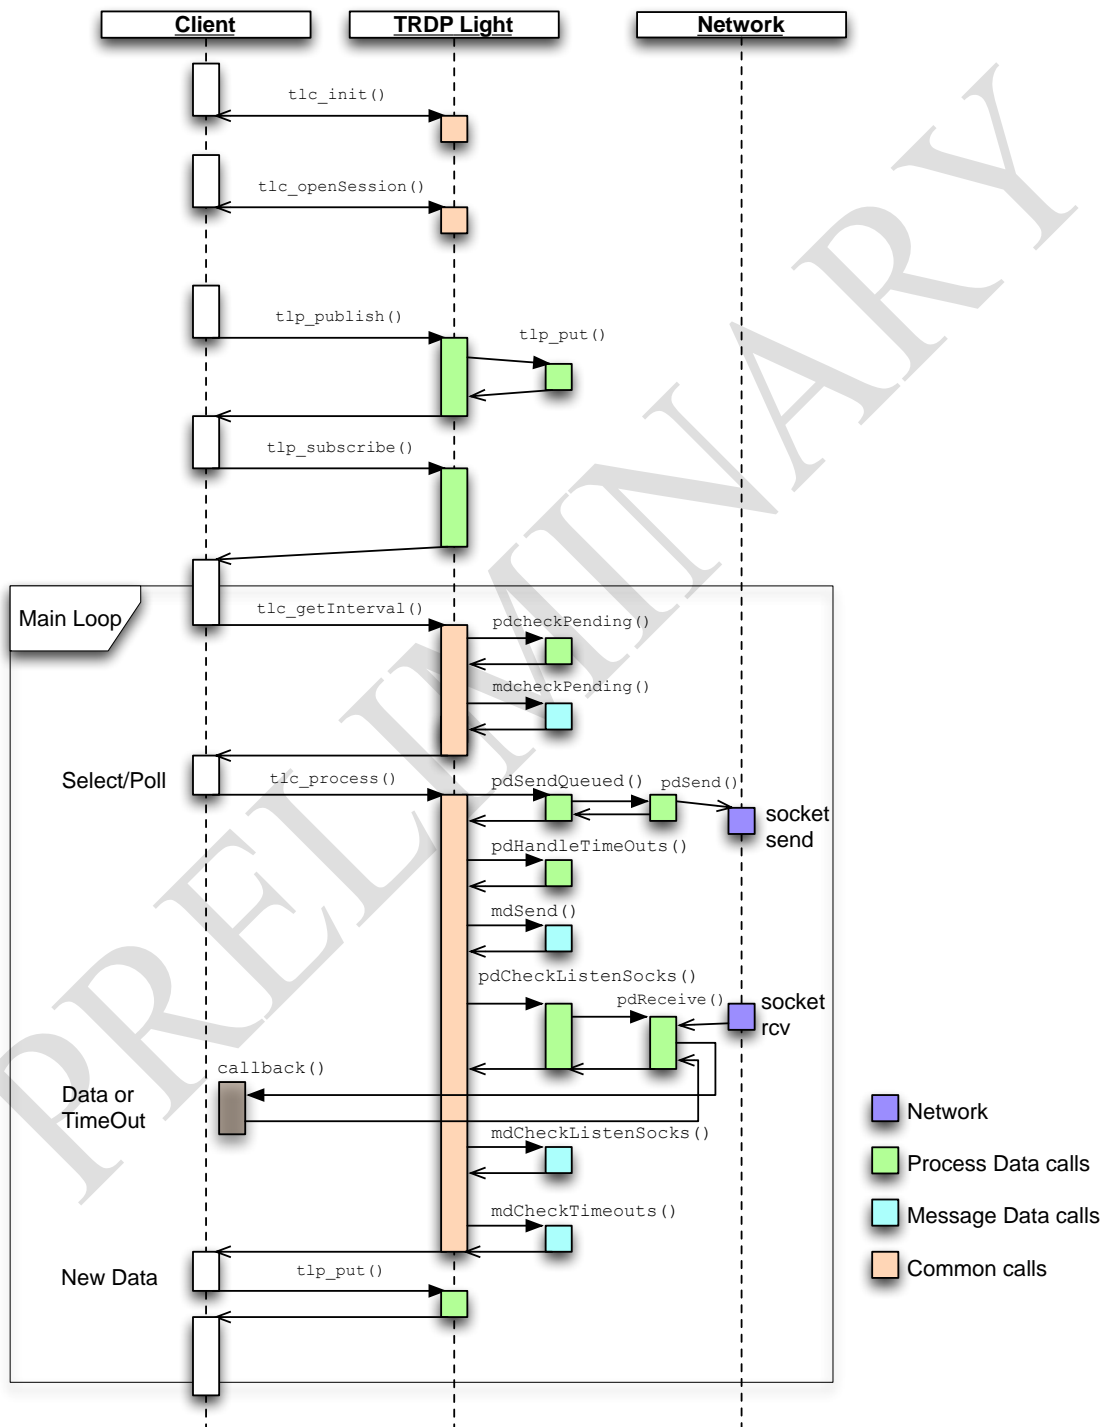 Client
TRDP Light
Network
tlc_init()
tlc_openSession()
tlp_publish()
tlp_put()
tlp_subscribe()
Main Loop
tlc_getInterval()
pdcheckPending()
mdcheckPending()
Select/Poll
tlc_process()
pdSendQueued()
pdSend()
socket
send
pdHandleTimeOuts()
mdSend()
pdCheckListenSocks()
pdReceive()
socket
rcv
callback()
Data or
TimeOut
mdCheckListenSocks()
mdCheckTimeouts()
New Data
tlp_put()
Network
Process Data calls
Message Data calls
Common calls
PRELIMINARY